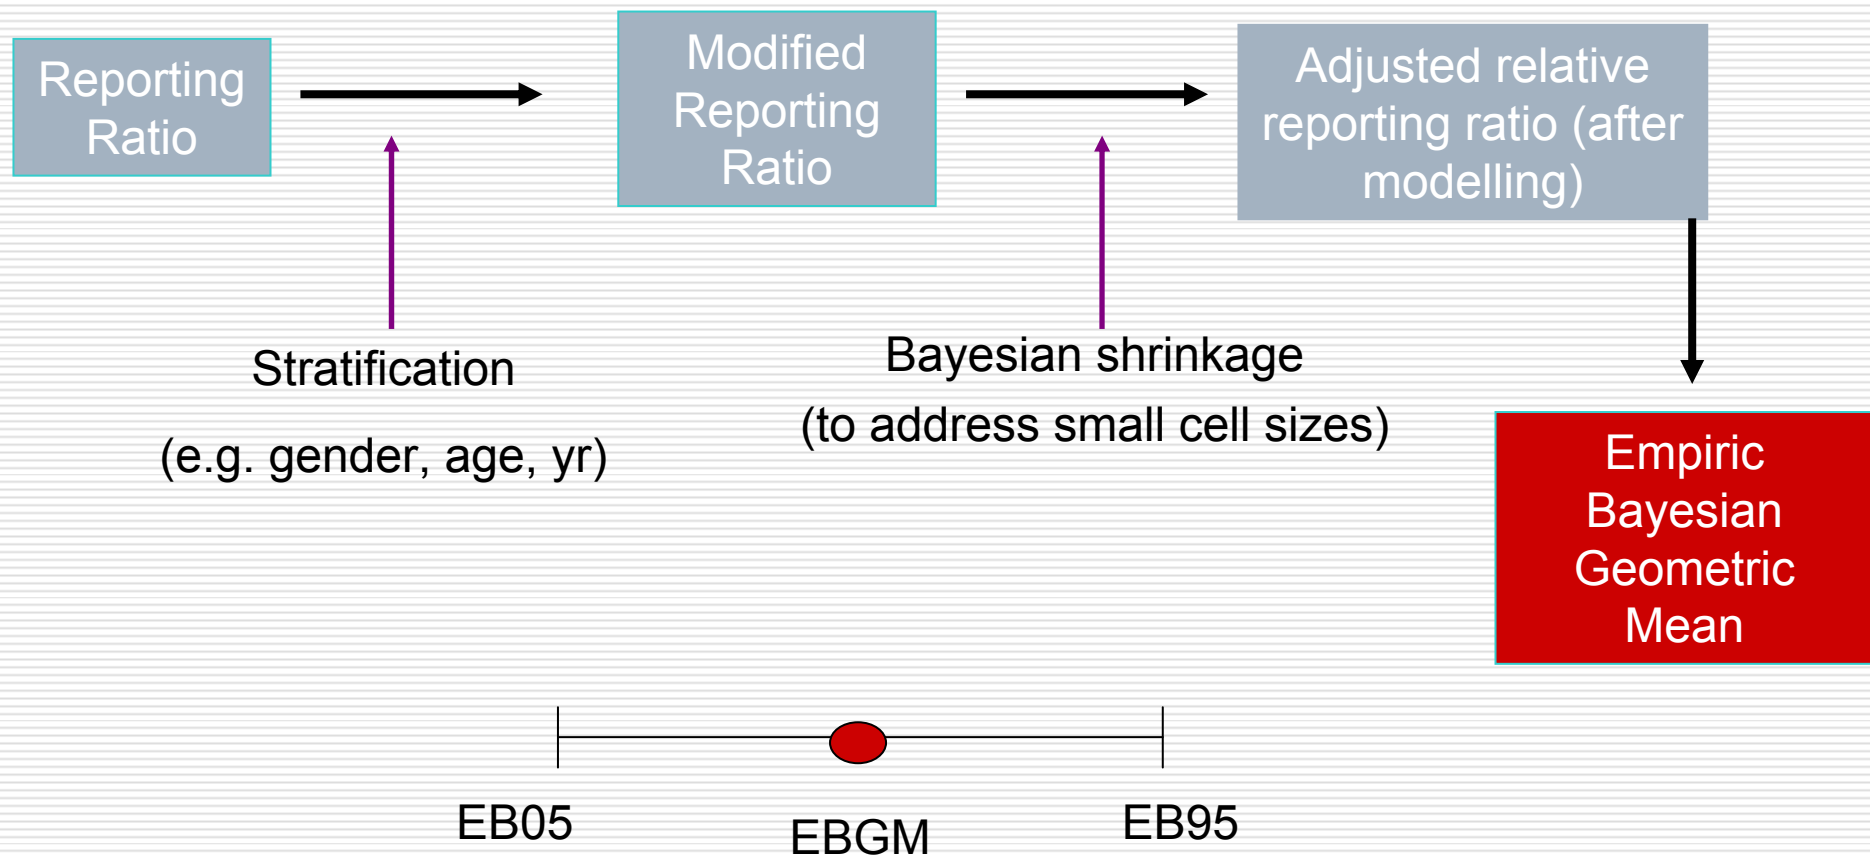 Reporting
Ratio
Modified
Reporting
Ratio
Adjusted relative
reporting ratio (after
modelling)
Stratification
(e.g. gender, age, yr)
Bayesian shrinkage
(to address small cell sizes)
Empiric
Bayesian
Geometric
Mean
EB05
EBGM
EB95